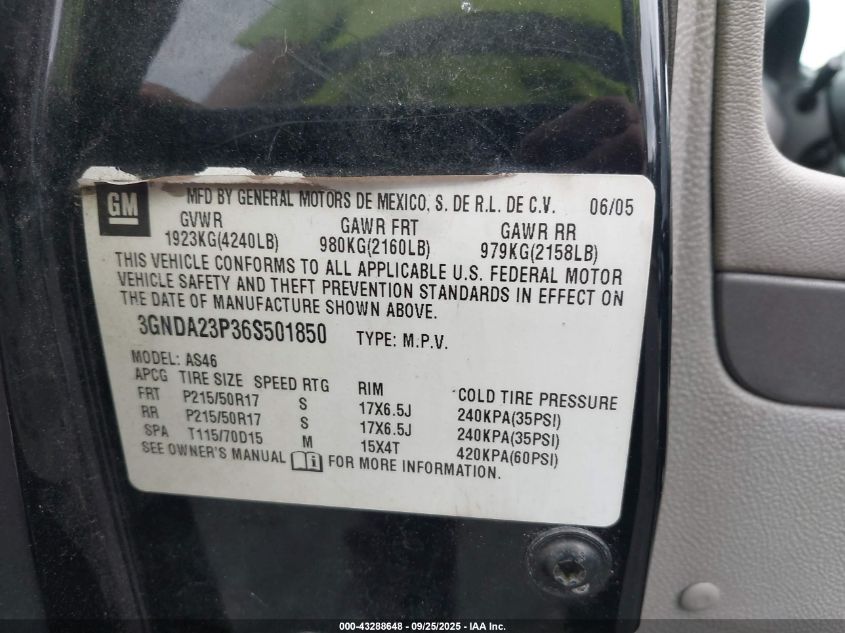 GM
MFD BY GENERAL MOTORS DE MEXICO, S. DE R.L. DE C.V. 06/05
GVWR GAWR FRT GAWR RR
1923KG(4240LB) 980KG(2160LB) 979KG(2158LB)
THIS VEHICLE CONFORMS TO ALL APPLICABLE U.S. FEDERAL MOTOR
VEHICLE SAFETY AND THEFT PREVENTION STANDARDS IN EFFECT ON
THE DATE OF MANUFACTURE SHOWN ABOVE.
3GNDA23P36S501850 TYPE: M.P.V.
MODEL: AS46
APCG TIRE SIZE SPEED RTG RIM COLD TIRE PRESSURE
FRT P215/50R17 S 17X6.5J 240KPA(35PSI)
RR P215/50R17 S 17X6.5J 240KPA(35PSI)
SPA T115/70D15 M 15X4T 420KPA(60PSI)
SEE OWNER'S MANUAL FOR MORE INFORMATION.
000-43288648 - 09/25/2025 - IAA Inc.